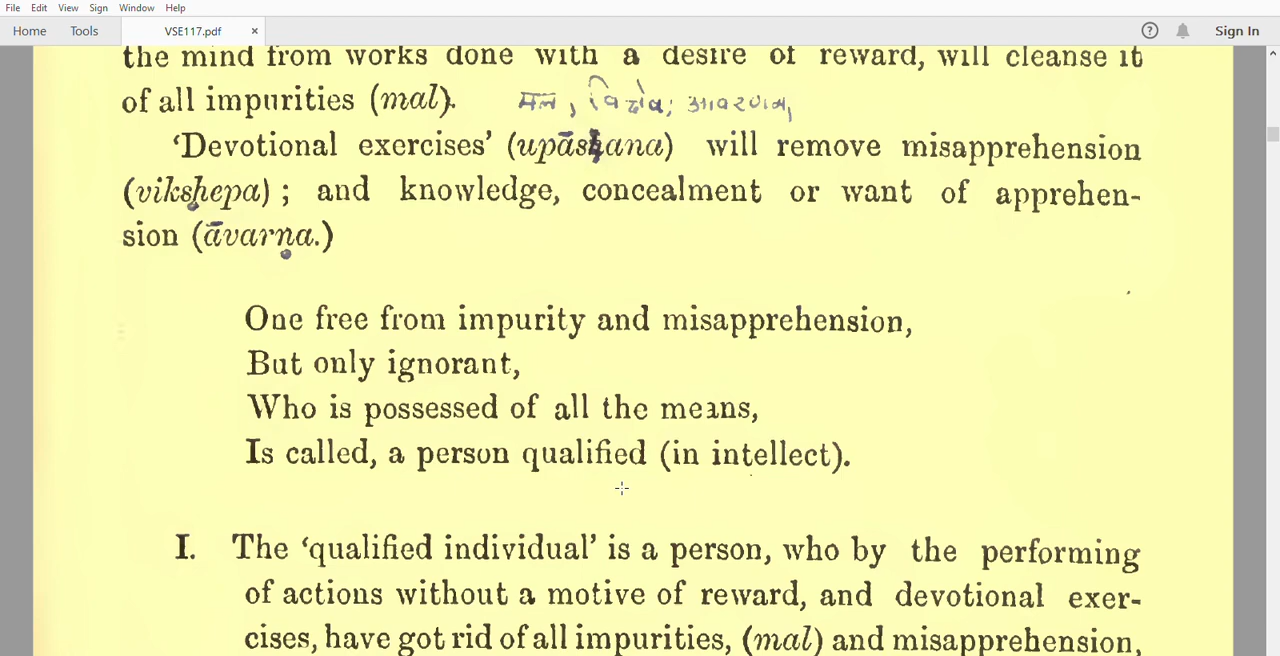 File Edit View Sign Window Help
Home Tools VSE117.pdf × ? Sign In
the mind from works done with a desire of reward, will cleanse it
of all impurities (mal). मल, विक्षेप, आवरण,
'Devotional exercises' (upāsana) will remove misapprehension
(vikshepa) ; and knowledge, concealment or want of apprehen-
sion (āvarṇa.)
One free from impurity and misapprehension,
But only ignorant,
Who is possessed of all the means,
Is called, a person qualified (in intellect).
I. The 'qualified individual' is a person, who by the performing
of actions without a motive of reward, and devotional exer-
cises, have got rid of all impurities, (mal) and misapprehension,